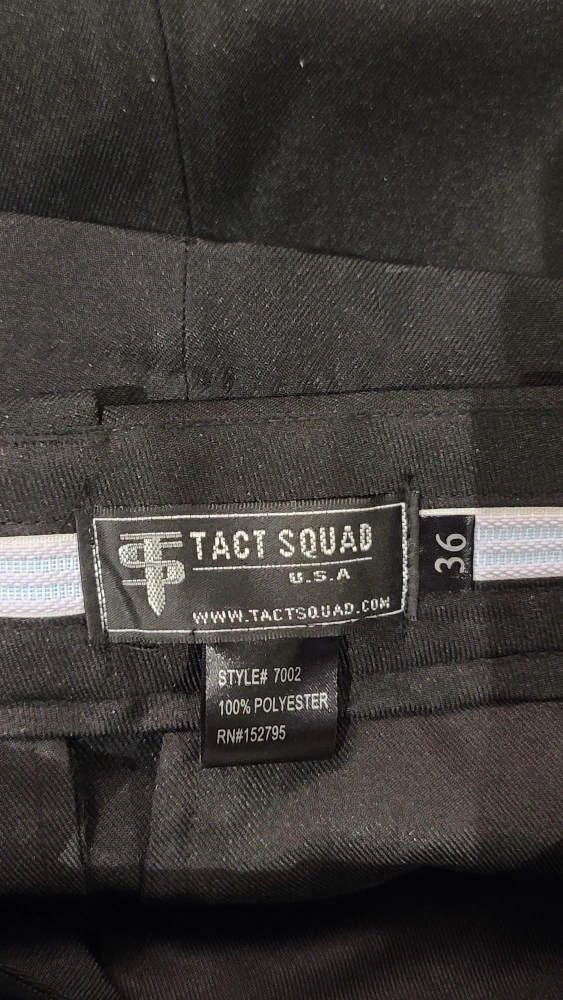 TACT SQUAD
U.S.A
WWW.TACTSQUAD.COM
36
STYLE# 7002
100% POLYESTER
RN#152795